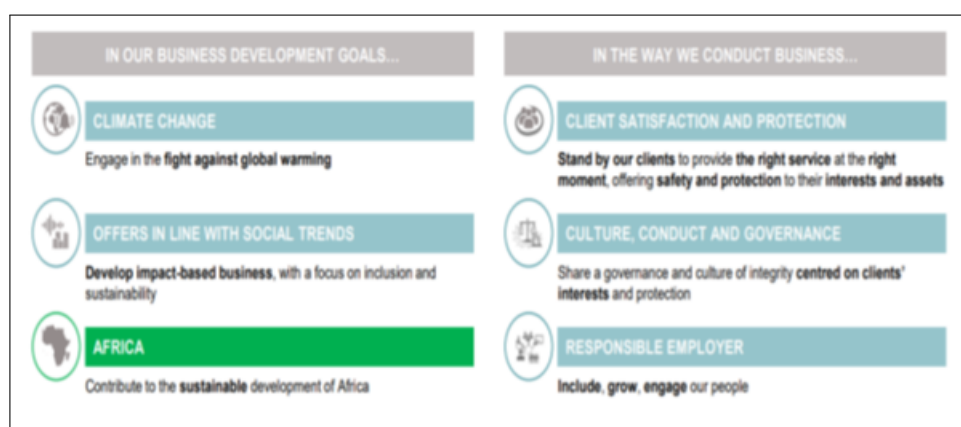 IN OUR BUSINESS DEVELOPMENT GOALS...
CLIMATE CHANGE
Engage in the fight against global warming
OFFERS IN LINE WITH SOCIAL TRENDS
Develop impact-based business, with a focus on inclusion and
sustainability
AFRICA
Contribute to the sustainable development of Africa
IN THE WAY WE CONDUCT BUSINESS...
CLIENT SATISFACTION AND PROTECTION
Stand by our clients to provide the right service at the right
moment, offering safety and protection to their interests and assets
CULTURE, CONDUCT AND GOVERNANCE
Share a governance and culture of integrity centred on clients'
interests and protection
RESPONSIBLE EMPLOYER
Include, grow, engage our people